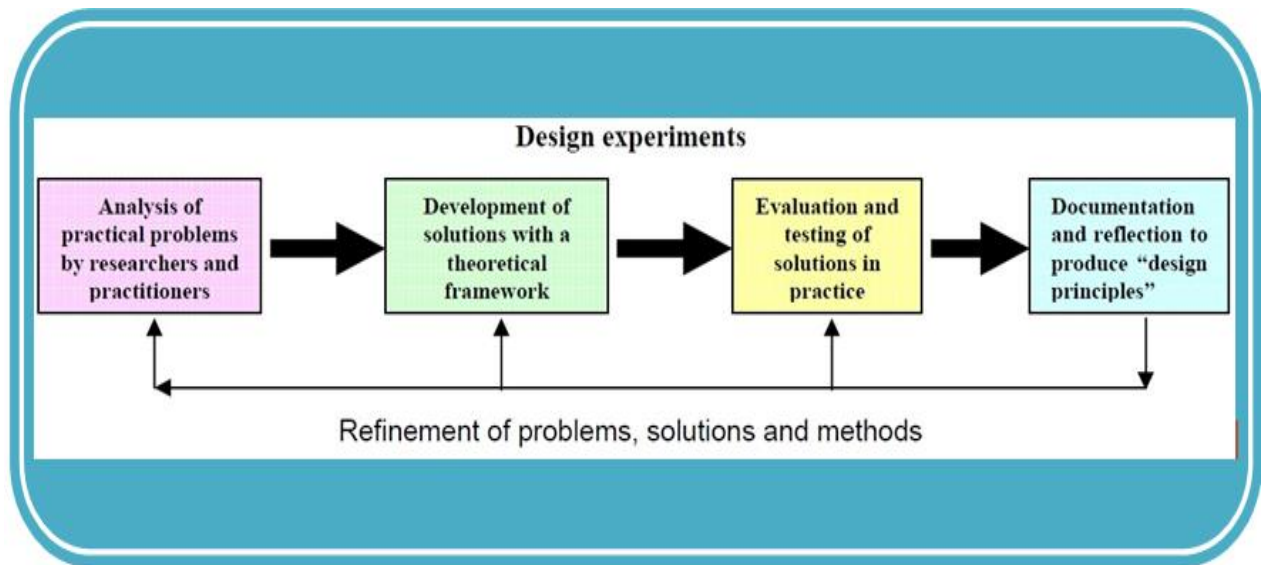 Design experiments
Analysis of
practical problems
by researchers and
practitioners
Development of
solutions with a
theoretical
framework
Evaluation and
testing of
solutions in
practice
Documentation
and reflection to
produce “design
principles”
Refinement of problems, solutions and methods